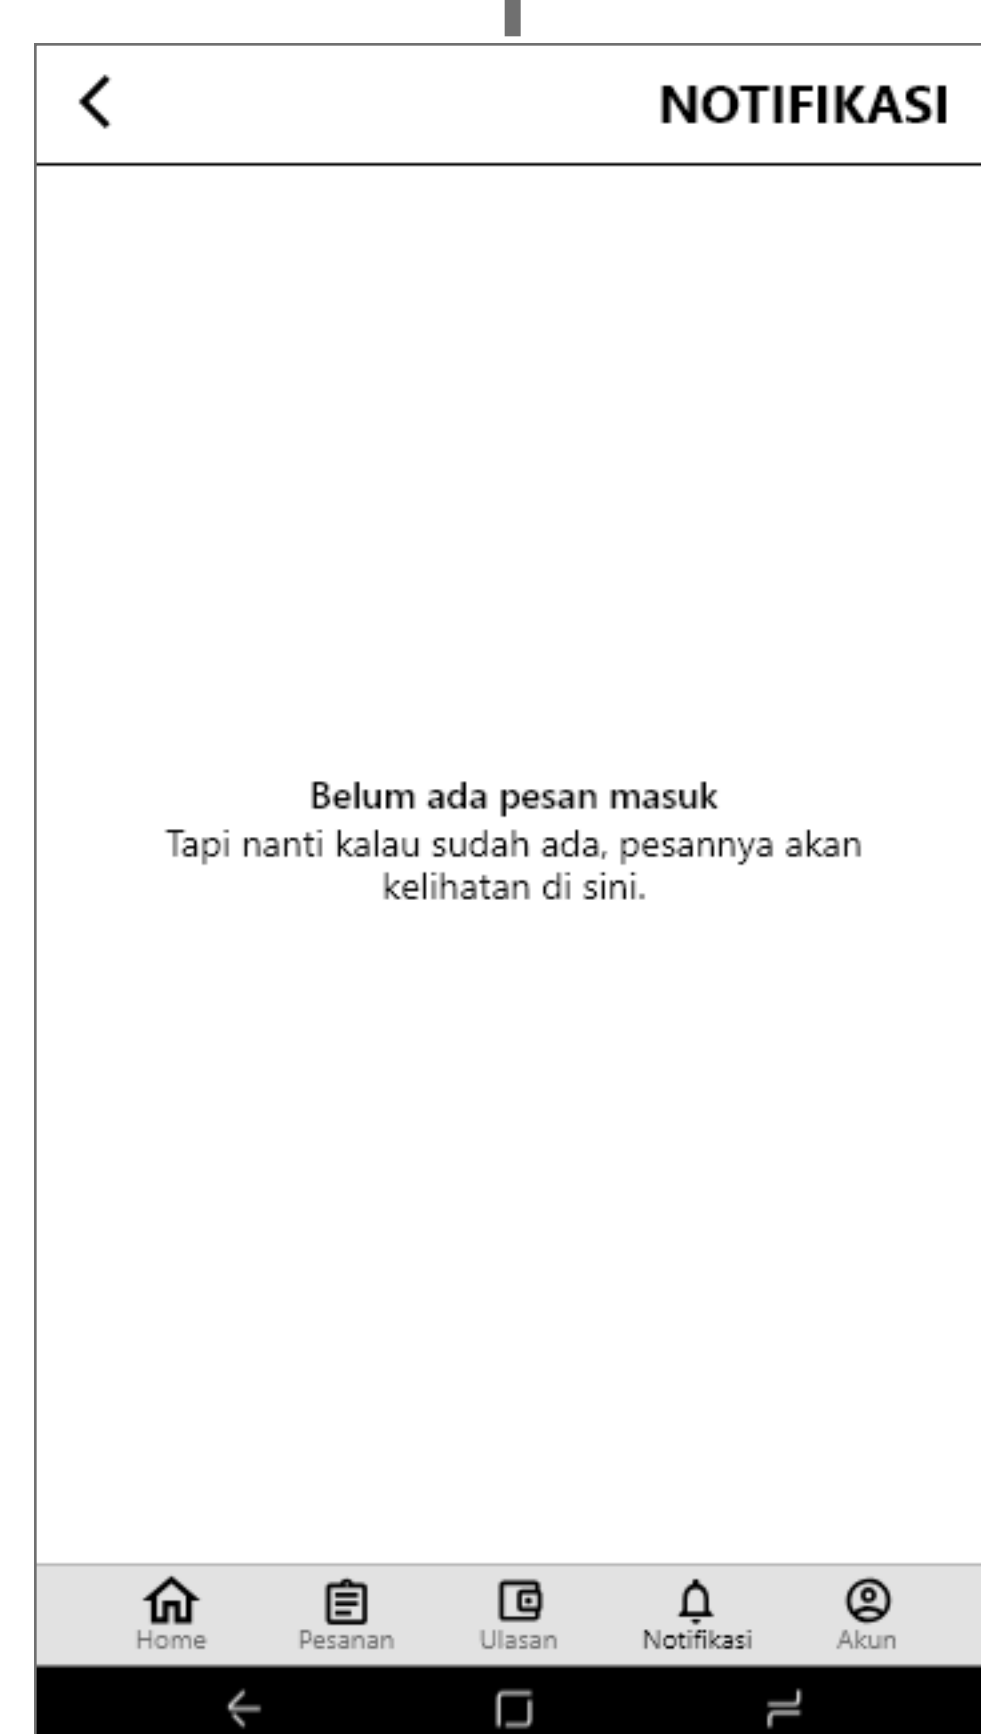 NOTIFIKASI
Belum ada pesan masuk
Tapi nanti kalau sudah ada, pesannya akan
kelihatan di sini.
Home Pesanan Ulasan Notifikasi Akun